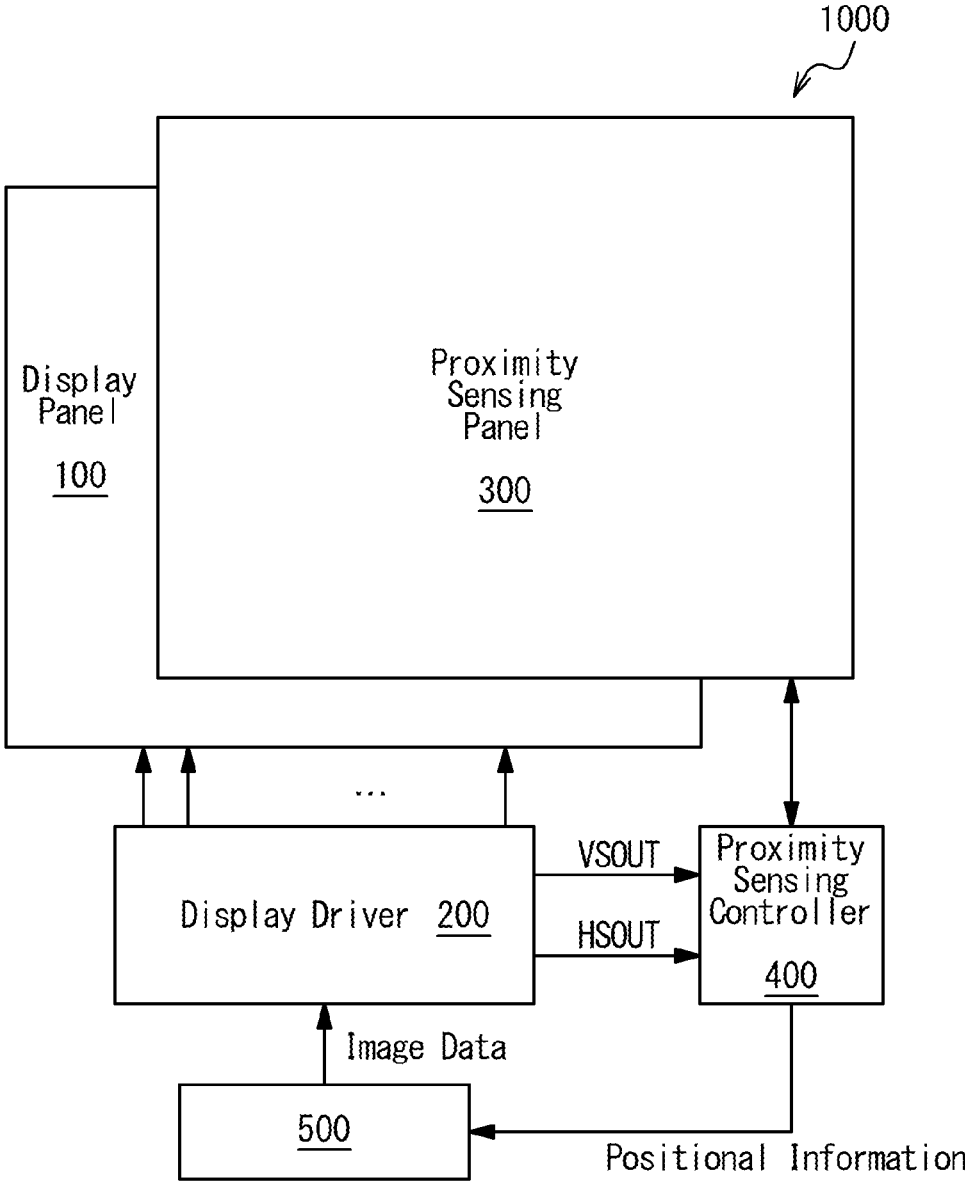 1000
Display
Panel
100
Proximity
Sensing
Panel
300
...
Display Driver 200
VSOUT
HSOUT
Proximity
Sensing
Controller
400
Image Data
500
Positional Information